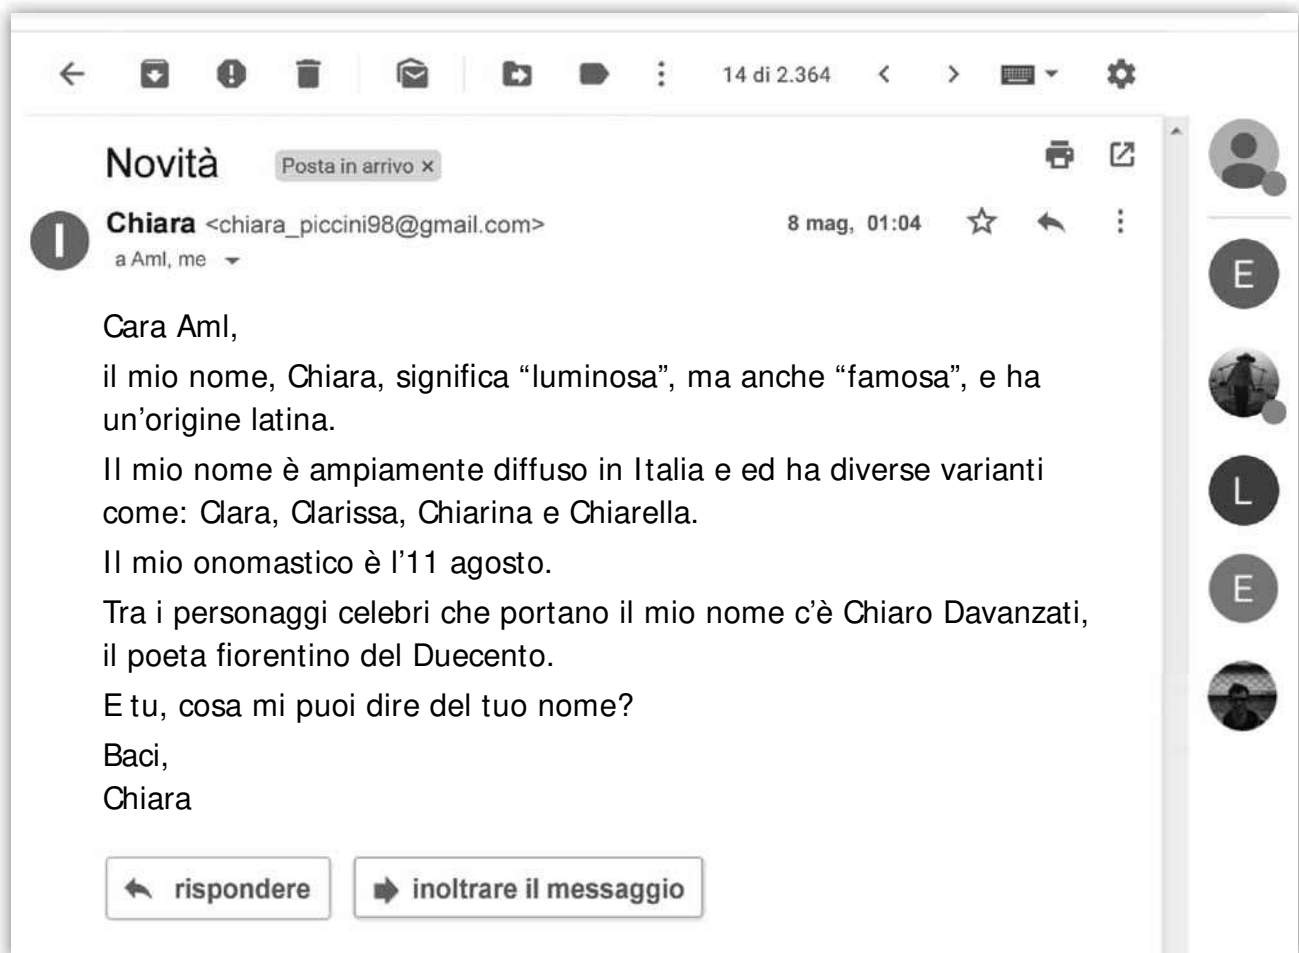 14 di 2.364
Novità
Posta in arrivo ×
Chiara <chiara_piccini98@gmail.com>
8 mag, 01:04
a Aml, me
I
Cara Aml,
il mio nome, Chiara, significa “luminosa”, ma anche “famosa”, e ha
un’origine latina.
Il mio nome è ampiamente diffuso in Italia e ed ha diverse varianti
come: Clara, Clarissa, Chiarina e Chiarella.
Il mio onomastico è l’11 agosto.
Tra i personaggi celebri che portano il mio nome c’è Chiaro Davanzati,
il poeta fiorentino del Duecento.
E tu, cosa mi puoi dire del tuo nome?
Baci,
Chiara
rispondere
inoltrare il messaggio
E
L
E